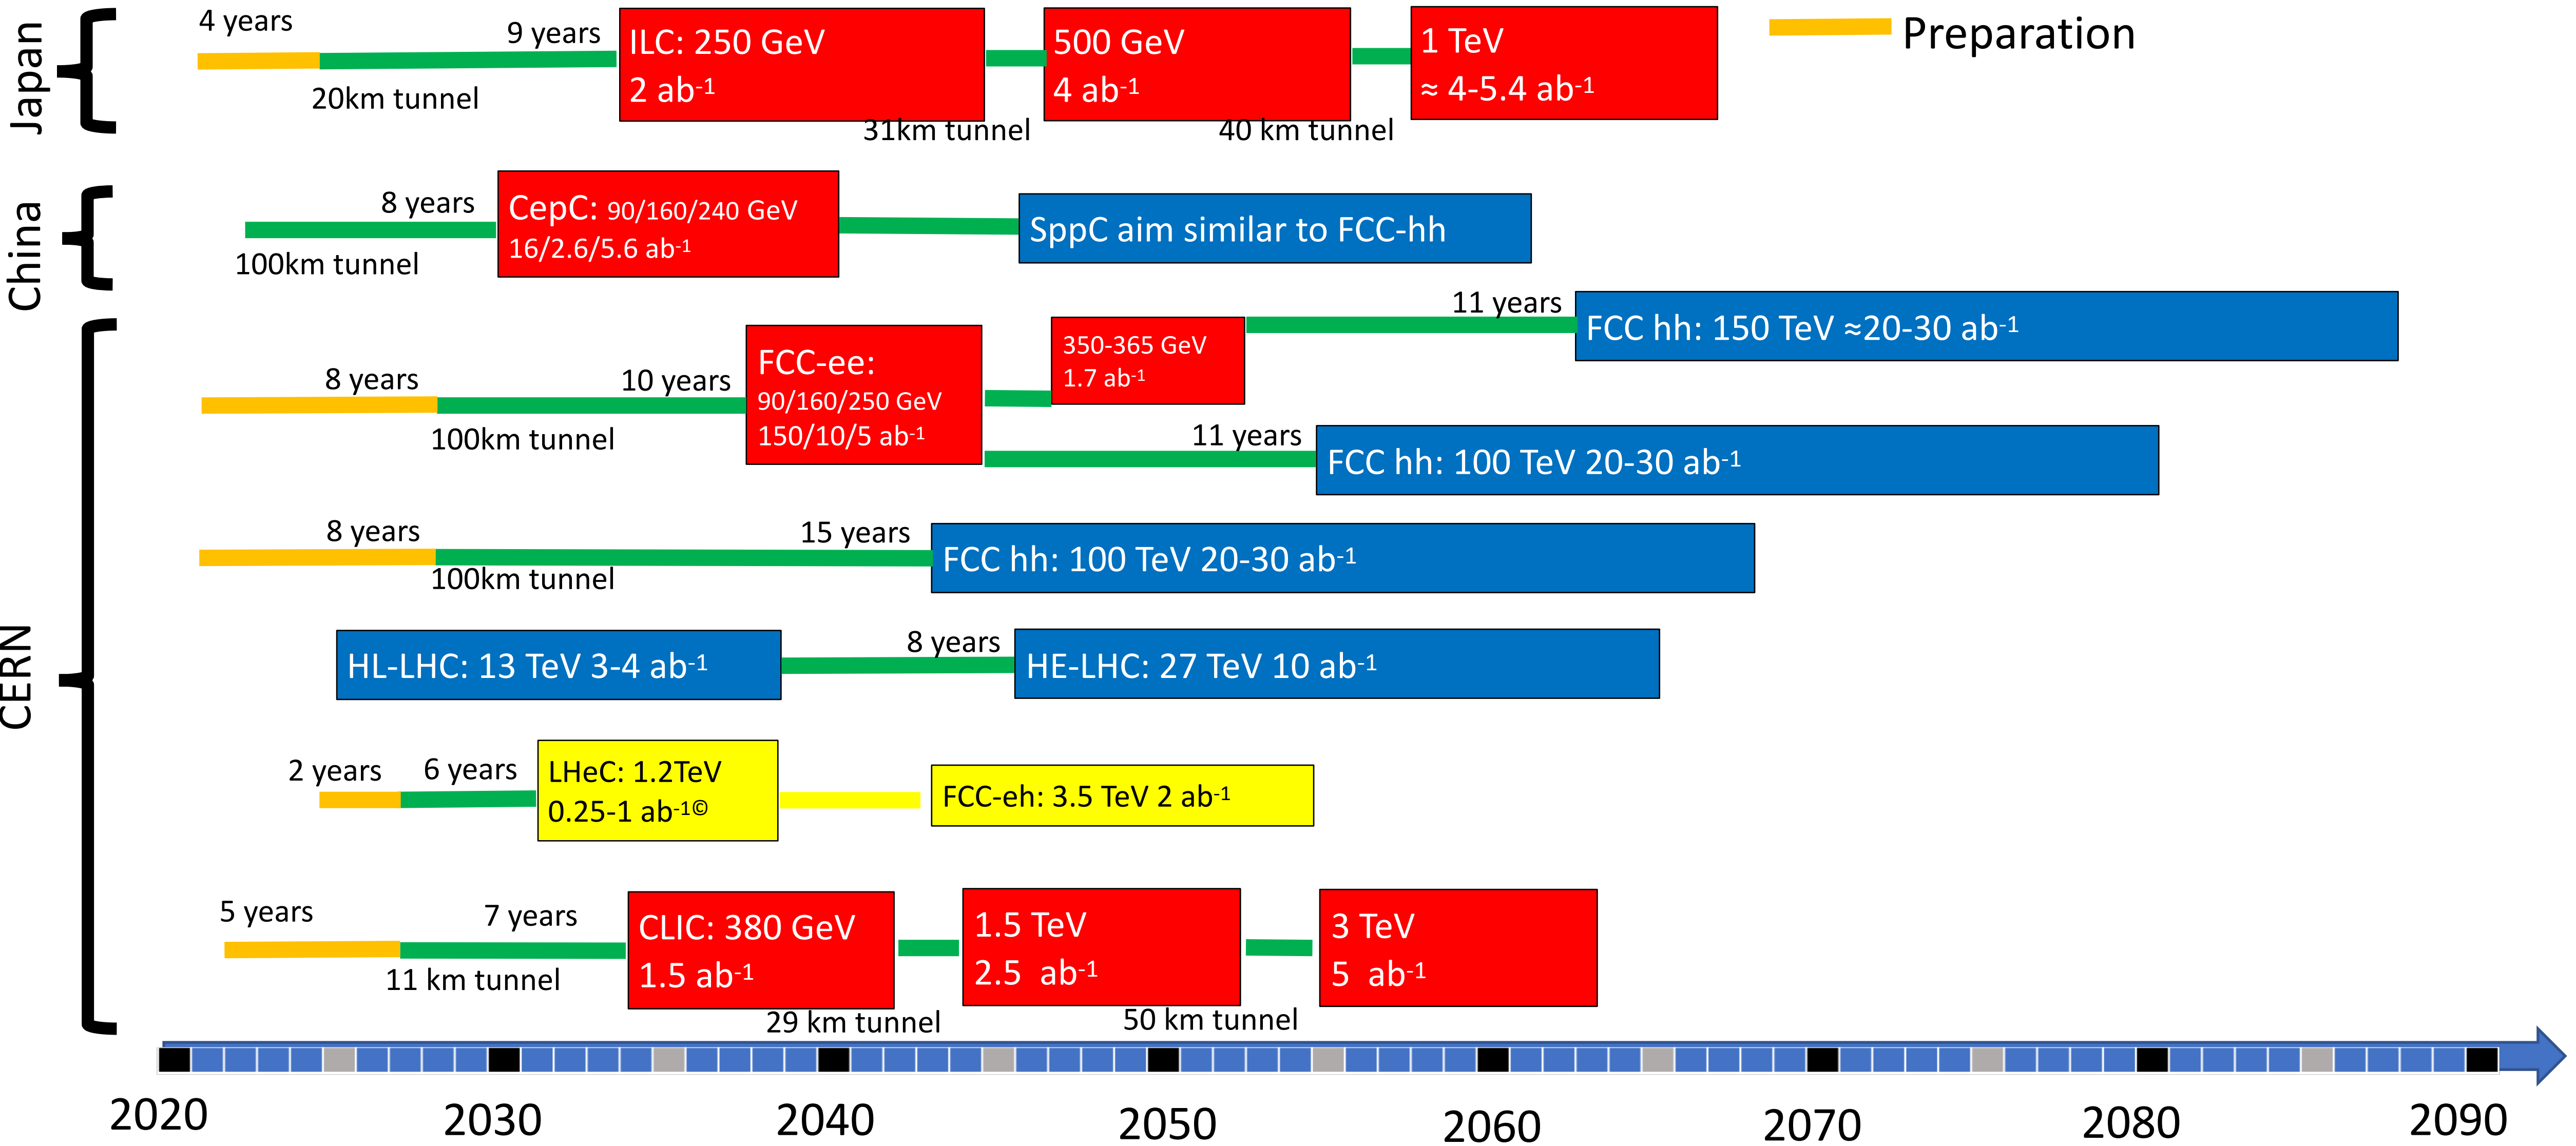 Japan
4 years
9 years
20km tunnel
ILC: 250 GeV
2 ab-1
31km tunnel
500 GeV
4 ab-1
40 km tunnel
1 TeV
≈ 4-5.4 ab-1
Preparation
China
8 years
100km tunnel
CepC: 90/160/240 GeV
16/2.6/5.6 ab-1
SppC aim similar to FCC-hh
CERN
8 years
10 years
100km tunnel
FCC-ee:
90/160/250 GeV
150/10/5 ab-1
350-365 GeV
1.7 ab-1
11 years
FCC hh: 150 TeV ≈20-30 ab-1
11 years
FCC hh: 100 TeV 20-30 ab-1
8 years
15 years
100km tunnel
FCC hh: 100 TeV 20-30 ab-1
HL-LHC: 13 TeV 3-4 ab-1
8 years
HE-LHC: 27 TeV 10 ab-1
2 years
6 years
LHeC: 1.2TeV
0.25-1 ab-1©
FCC-eh: 3.5 TeV 2 ab-1
5 years
7 years
11 km tunnel
CLIC: 380 GeV
1.5 ab-1
29 km tunnel
1.5 TeV
2.5 ab-1
50 km tunnel
3 TeV
5 ab-1
2020
2030
2040
2050
2060
2070
2080
2090